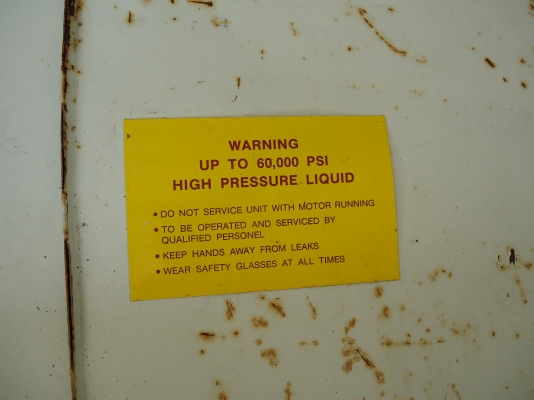 WARNING
UP TO 60,000 PSI
HIGH PRESSURE LIQUID
• DO NOT SERVICE UNIT WITH MOTOR RUNNING
• TO BE OPERATED AND SERVICED BY
QUALIFIED PERSONEL
• KEEP HANDS AWAY FROM LEAKS
• WEAR SAFETY GLASSES AT ALL TIMES